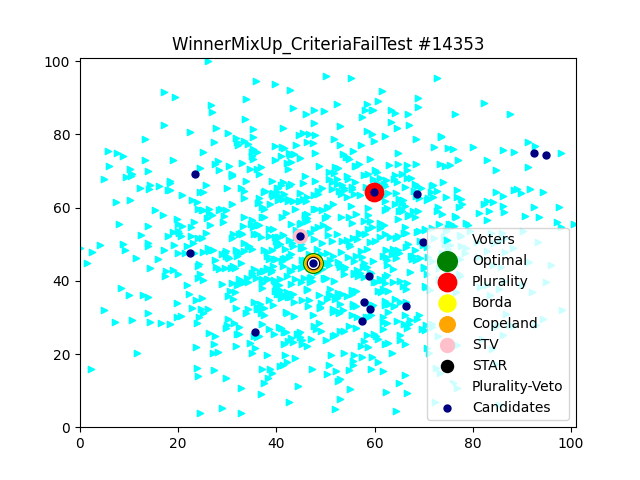 WinnerMixUp_CriteriaFailTest #14353
100
80
60
40
20
0
0 20 40 60 80 100
Voters
Optimal
Plurality
Borda
Copeland
STV
STAR
Plurality-Veto
Candidates